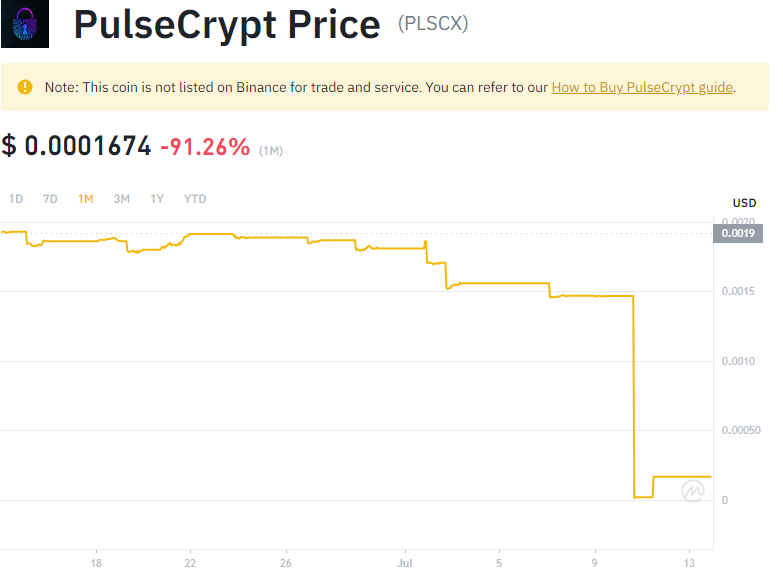 PulseCrypt Price (PLSCX)
Note: This coin is not listed on Binance for trade and service. You can refer to our How to Buy PulseCrypt guide.
$ 0.0001674 -91.26% (1M)
1D 7D 1M 3M 1Y YTD
USD
0.0020
0.0019
0.0015
0.0010
0.00050
0
18 22 26 Jul 5 9 13